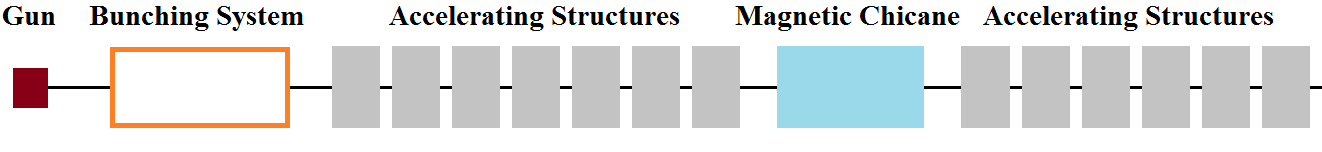 Gun Bunching System Accelerating Structures Magnetic Chicane Accelerating Structures